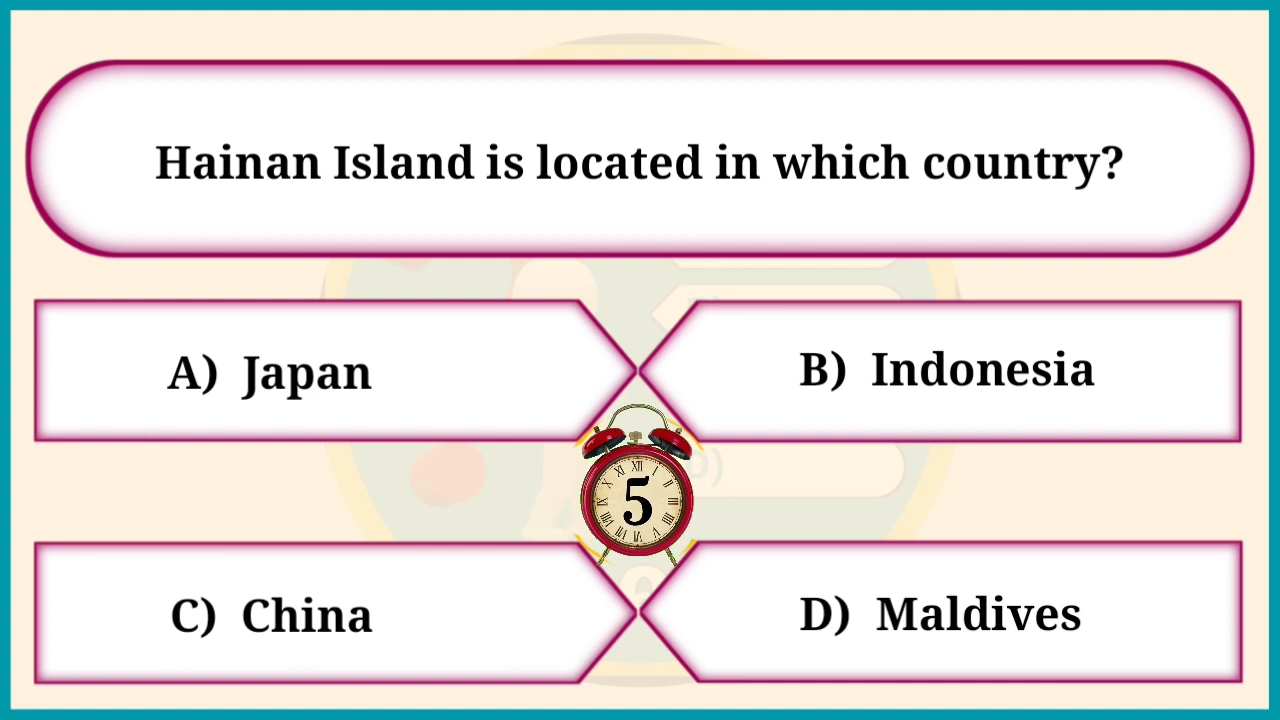 Hainan Island is located in which country?
A) Japan
B) Indonesia
5
C) China
D) Maldives